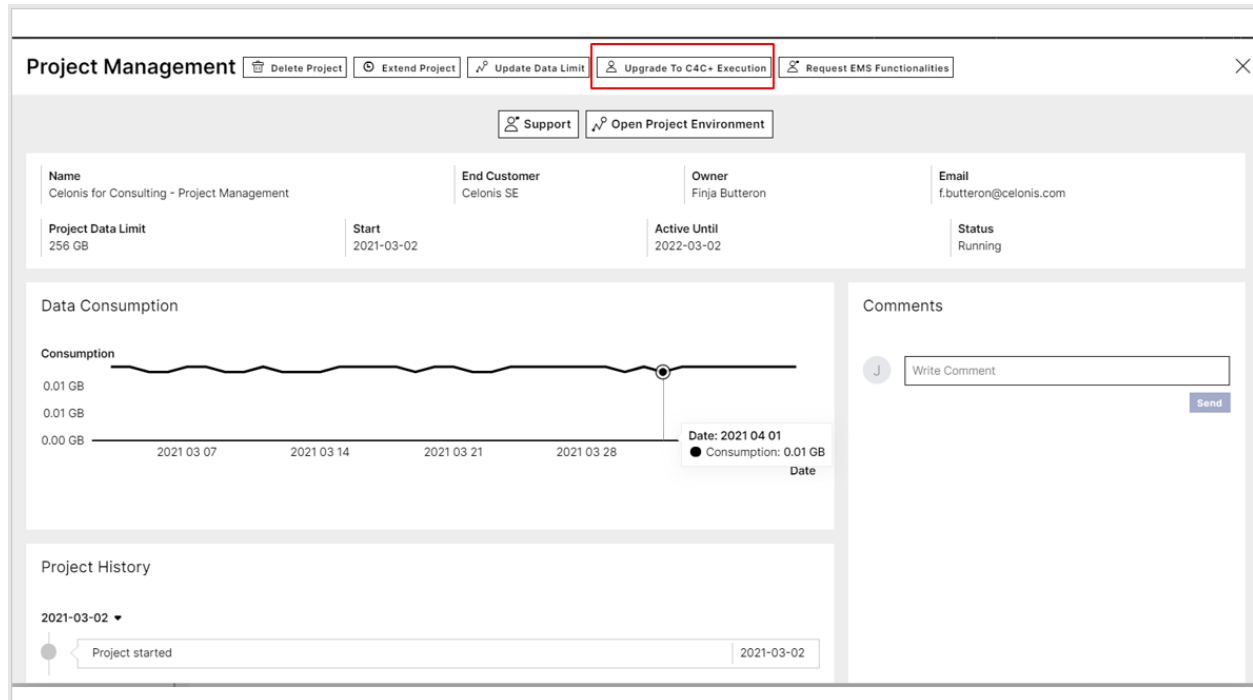 Project Management
Delete Project
Extend Project
Update Data Limit
Upgrade To C4C+ Execution
Request EMS Functionalities
Support
Open Project Environment
Name
Celonis for Consulting - Project Management
End Customer
Celonis SE
Owner
Finja Butteron
Email
f.butteron@celonis.com
Project Data Limit
256 GB
Start
2021-03-02
Active Until
2022-03-02
Status
Running
Data Consumption
Consumption
0.01 GB
0.01 GB
0.00 GB
2021 03 07
2021 03 14
2021 03 21
2021 03 28
Date: 2021 04 01
Consumption: 0.01 GB
Date
Comments
J
Write Comment
Send
Project History
2021-03-02
Project started
2021-03-02